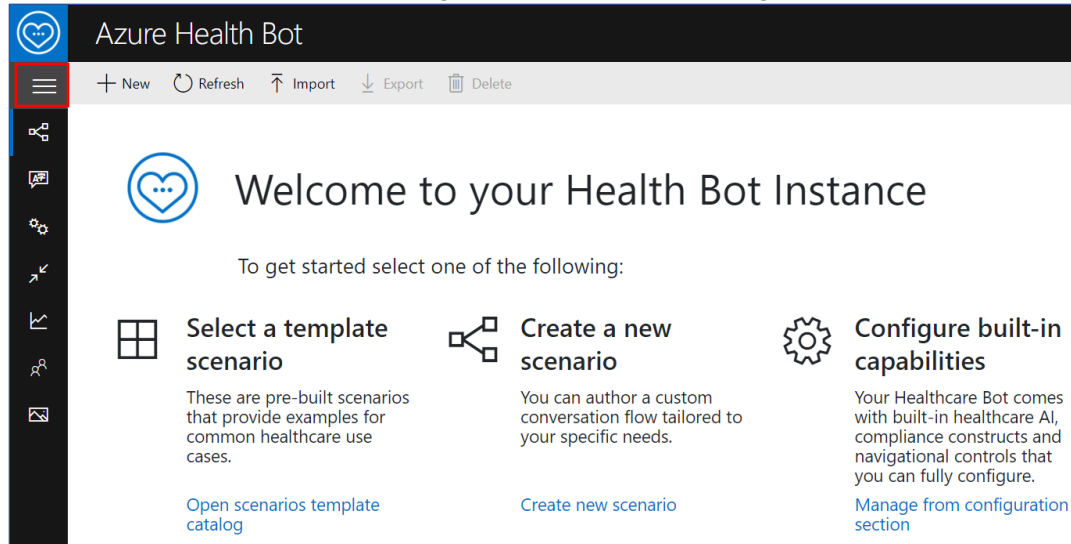 Azure Health Bot
New Refresh Import Export Delete
Welcome to your Health Bot Instance
To get started select one of the following:
Select a template
scenario
These are pre-built scenarios
that provide examples for
common healthcare use
cases.
Open scenarios template
catalog
Create a new
scenario
You can author a custom
conversation flow tailored to
your specific needs.
Create new scenario
Configure built-in
capabilities
Your Healthcare Bot comes
with built-in healthcare AI,
compliance constructs and
navigational controls that
you can fully configure.
Manage from configuration
section